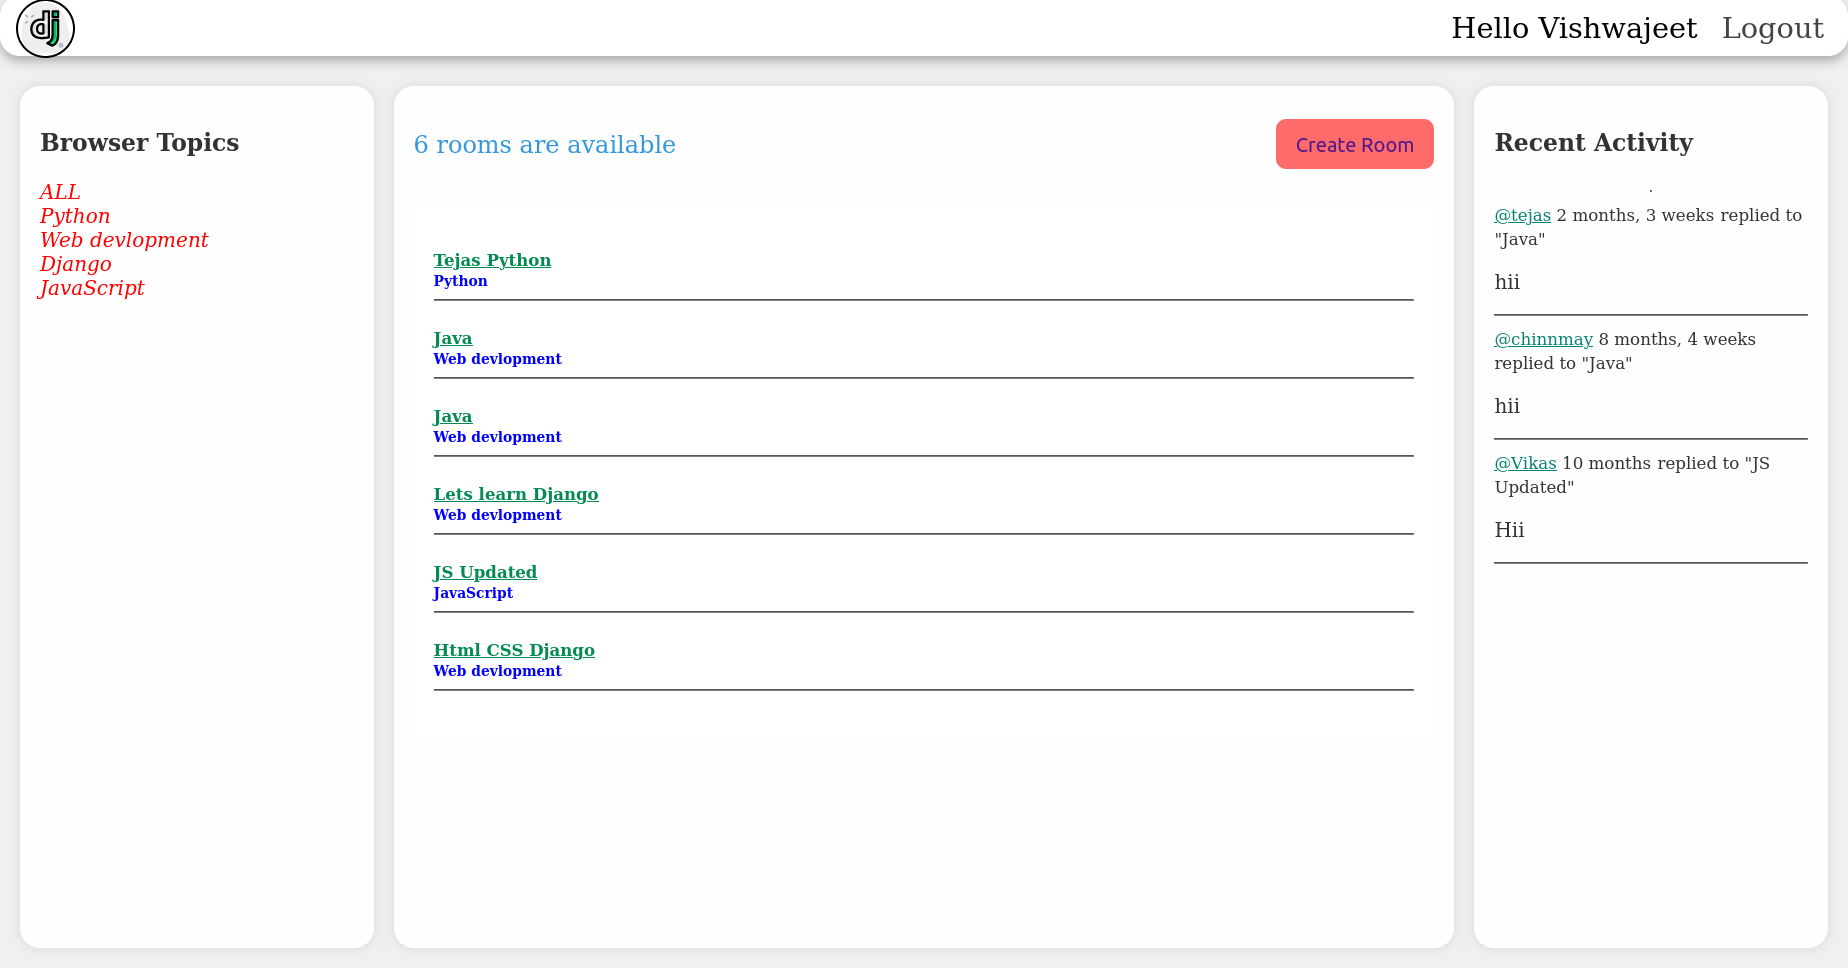 dj
Hello Vishwajeet Logout
Browser Topics
ALL
Python
Web devlopment
Django
JavaScript
6 rooms are available
Create Room
Tejas Python
Python
Java
Web devlopment
Java
Web devlopment
Lets learn Django
Web devlopment
JS Updated
JavaScript
Html CSS Django
Web devlopment
Recent Activity
.
@tejas 2 months, 3 weeks replied to
"Java"
hii
@chinnmay 8 months, 4 weeks
replied to "Java"
hii
@Vikas 10 months replied to "JS
Updated"
Hii